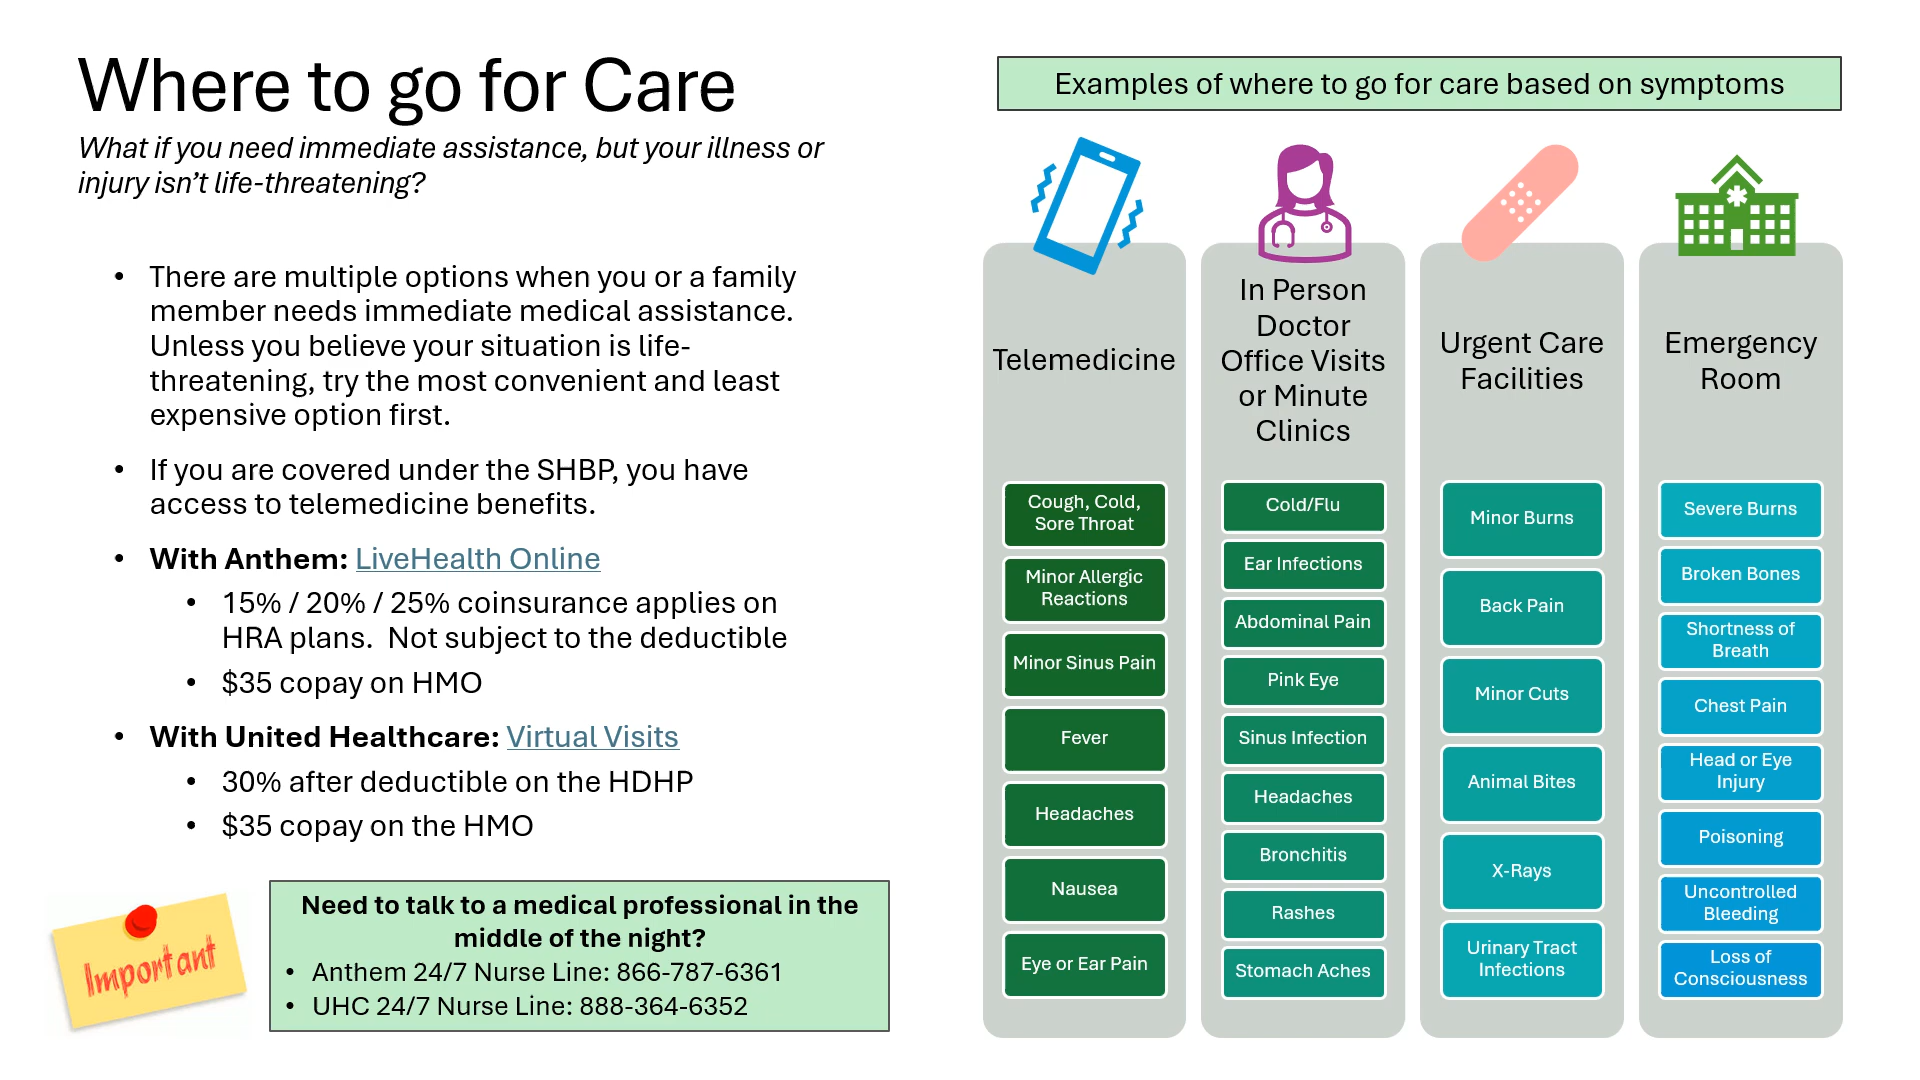 Where to go for Care
What if you need immediate assistance, but your illness or
injury isn’t life-threatening?
• There are multiple options when you or a family
member needs immediate medical assistance.
Unless you believe your situation is life-
threatening, try the most convenient and least
expensive option first.
• If you are covered under the SHBP, you have
access to telemedicine benefits.
• With Anthem: LiveHealth Online
• 15% / 20% / 25% coinsurance applies on
HRA plans.  Not subject to the deductible
• $35 copay on HMO
• With United Healthcare: Virtual Visits
• 30% after deductible on the HDHP
• $35 copay on the HMO
Important
Need to talk to a medical professional in the
middle of the night?
• Anthem 24/7 Nurse Line: 866-787-6361
• UHC 24/7 Nurse Line: 888-364-6352
Examples of where to go for care based on symptoms
Telemedicine
Cough, Cold,
Sore Throat
Minor Allergic
Reactions
Minor Sinus Pain
Fever
Headaches
Nausea
Eye or Ear Pain
In Person
Doctor
Office Visits
or Minute
Clinics
Cold/Flu
Ear Infections
Abdominal Pain
Pink Eye
Sinus Infection
Headaches
Bronchitis
Rashes
Stomach Aches
Urgent Care
Facilities
Minor Burns
Back Pain
Minor Cuts
Animal Bites
X-Rays
Urinary Tract
Infections
Emergency
Room
Severe Burns
Broken Bones
Shortness of
Breath
Chest Pain
Head or Eye
Injury
Poisoning
Uncontrolled
Bleeding
Loss of
Consciousness